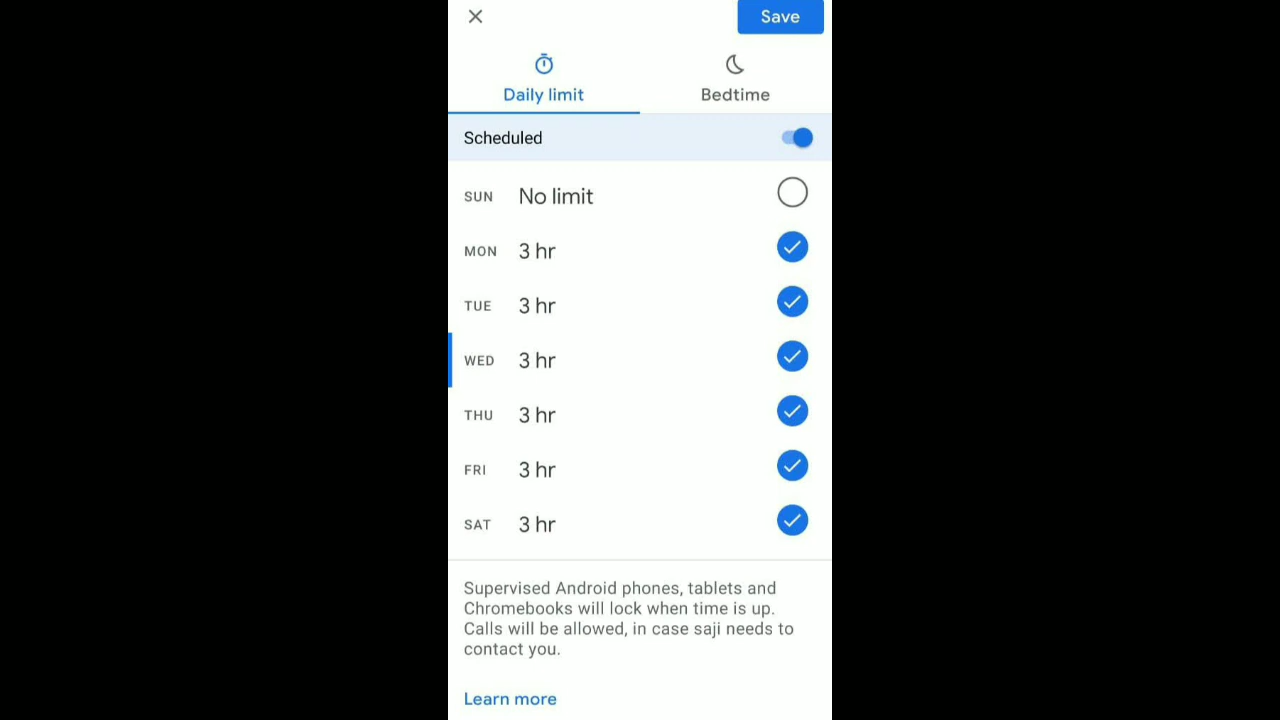 Save
Daily limit
Bedtime
Scheduled
SUN No limit
MON 3 hr
TUE 3 hr
WED 3 hr
THU 3 hr
FRI 3 hr
SAT 3 hr
Supervised Android phones, tablets and
Chromebooks will lock when time is up.
Calls will be allowed, in case saji needs to
contact you.
Learn more